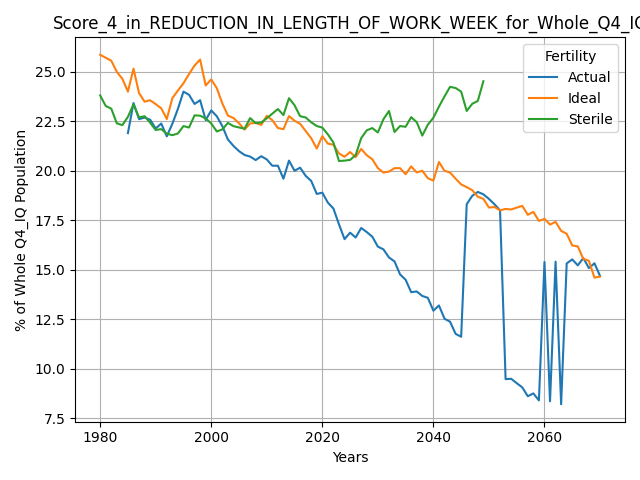 Score_4_in_REDUCTION_IN_LENGTH_OF_WORK_WEEK_for_Whole_Q4_IQ
Fertility
Actual
Ideal
Sterile
% of Whole Q4_IQ Population
25.0
22.5
20.0
17.5
15.0
12.5
10.0
7.5
1980
2000
2020
2040
2060
Years